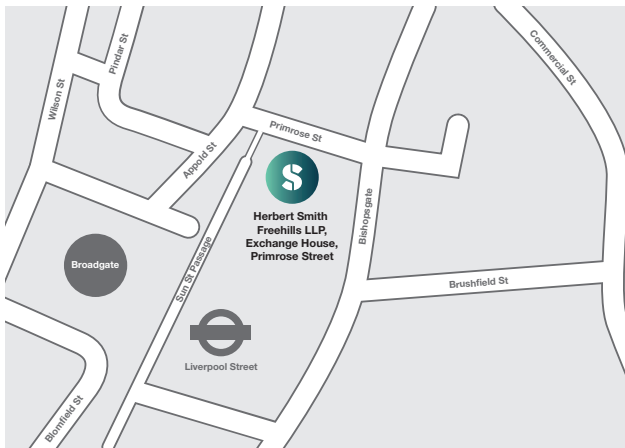 Commercial St
Pindar St
Wilson St
Primrose St
Appold St
Herbert Smith
Freehills LLP,
Exchange House,
Primrose Street
Bishopsgate
Broadgate
Sun St Passage
Brushfield St
Liverpool Street
Blomfield St